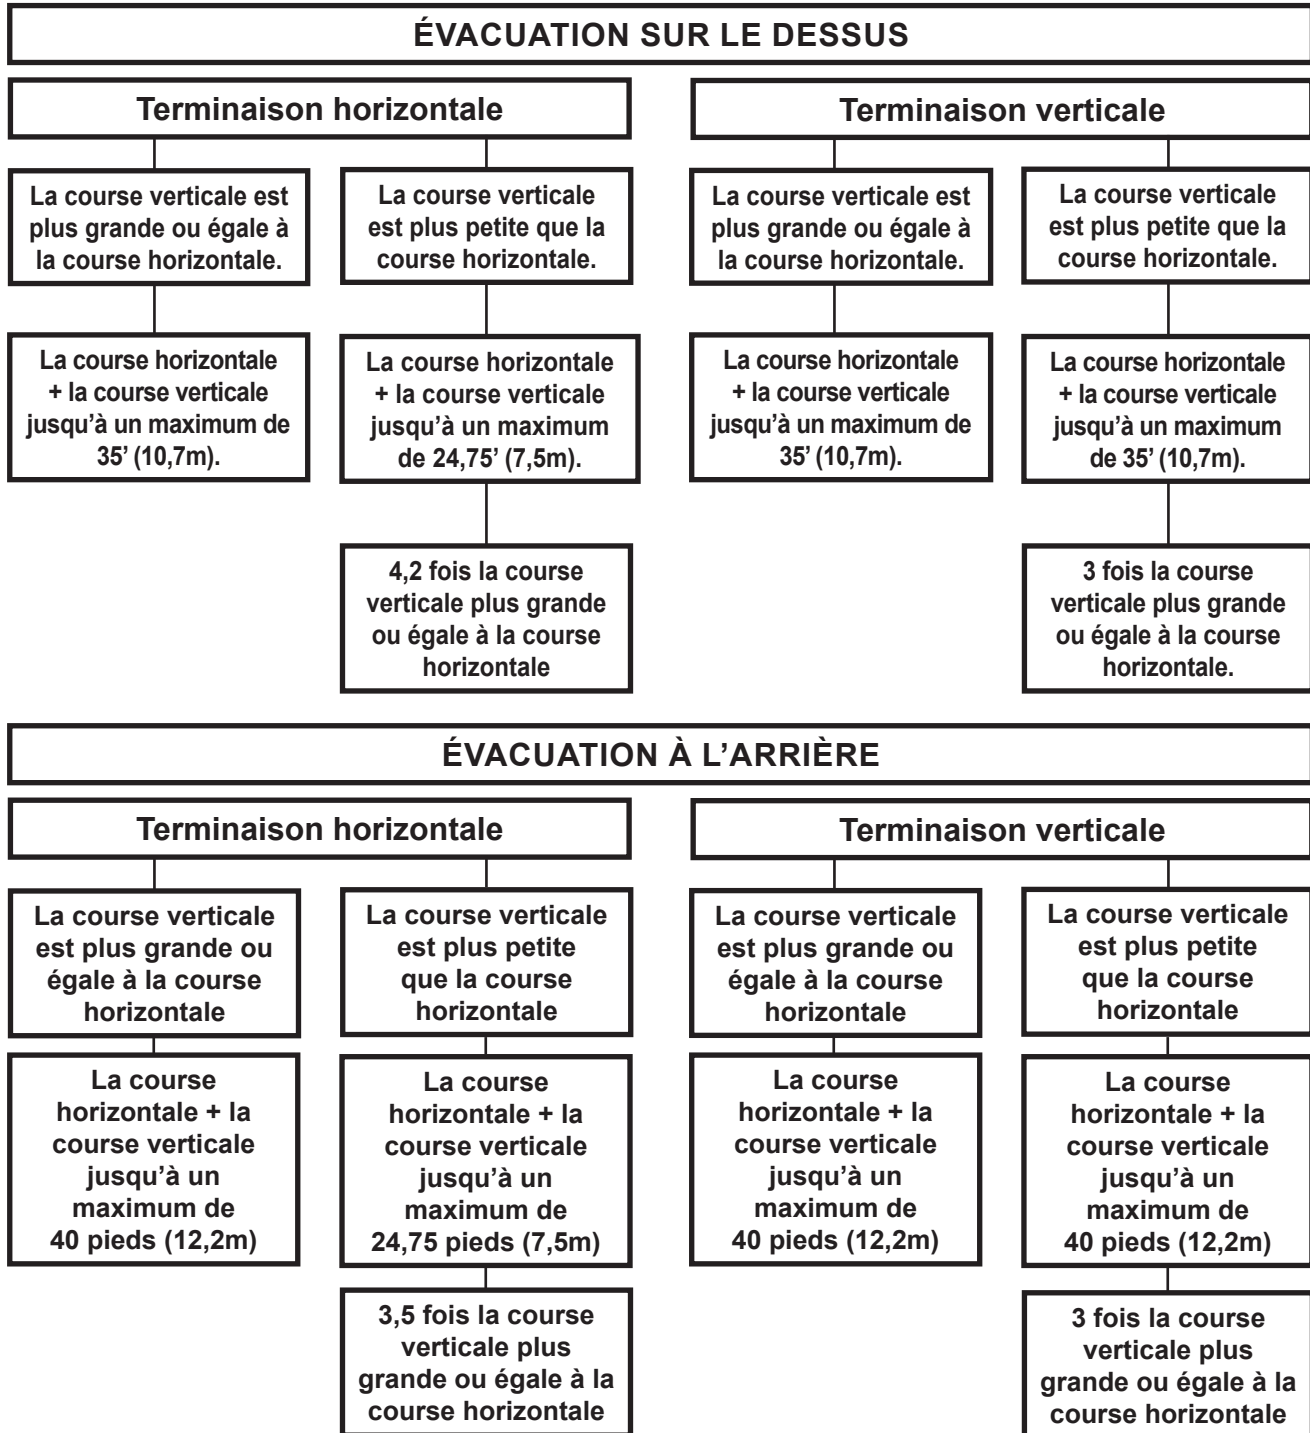 ÉVACUATION SUR LE DESSUS
Terminaison horizontale
La course verticale est
plus grande ou égale à
la course horizontale.
La course horizontale
+ la course verticale
jusqu'à un maximum de
35’ (10,7m).
La course verticale
est plus petite que la
course horizontale.
La course horizontale
+ la course verticale
jusqu'à un maximum
de 24,75’ (7,5m).
4,2 fois la course
verticale plus grande
ou égale à la course
horizontale
Terminaison verticale
La course verticale est
plus grande ou égale à
la course horizontale.
La course horizontale
+ la course verticale
jusqu'à un maximum de
35’ (10,7m).
La course verticale
est plus petite que la
course horizontale.
La course horizontale
+ la course verticale
jusqu'à un maximum
de 35’ (10,7m).
3 fois la course
verticale plus grande
ou égale à la course
horizontale.
ÉVACUATION À L’ARRIÈRE
Terminaison horizontale
La course verticale
est plus grande ou
égale à la course
horizontale
La course
horizontale + la
course verticale
jusqu’à un
maximum de
40 pieds (12,2m)
La course verticale
est plus petite
que la course
horizontale
La course
horizontale + la
course verticale
jusqu’à un
maximum de
24,75 pieds (7,5m)
3,5 fois la course
verticale plus
grande ou égale à la
course horizontale
Terminaison verticale
La course verticale
est plus grande ou
égale à la course
horizontale
La course
horizontale + la
course verticale
jusqu’à un
maximum de
40 pieds (12,2m)
La course verticale
est plus petite
que la course
horizontale
La course
horizontale + la
course verticale
jusqu’à un
maximum de
40 pieds (12,2m)
3 fois la course
verticale plus
grande ou égale à la
course horizontale